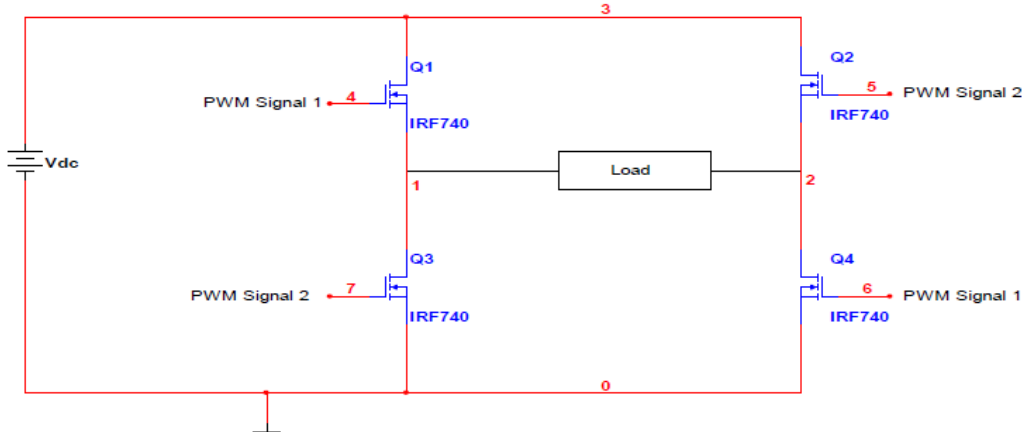 3
Q1
Q2
PWM Signal 1
4
5
PWM Signal 2
IRF740
IRF740
Vdc
Load
1
2
Q3
Q4
PWM Signal 2
7
6
PWM Signal 1
IRF740
IRF740
0